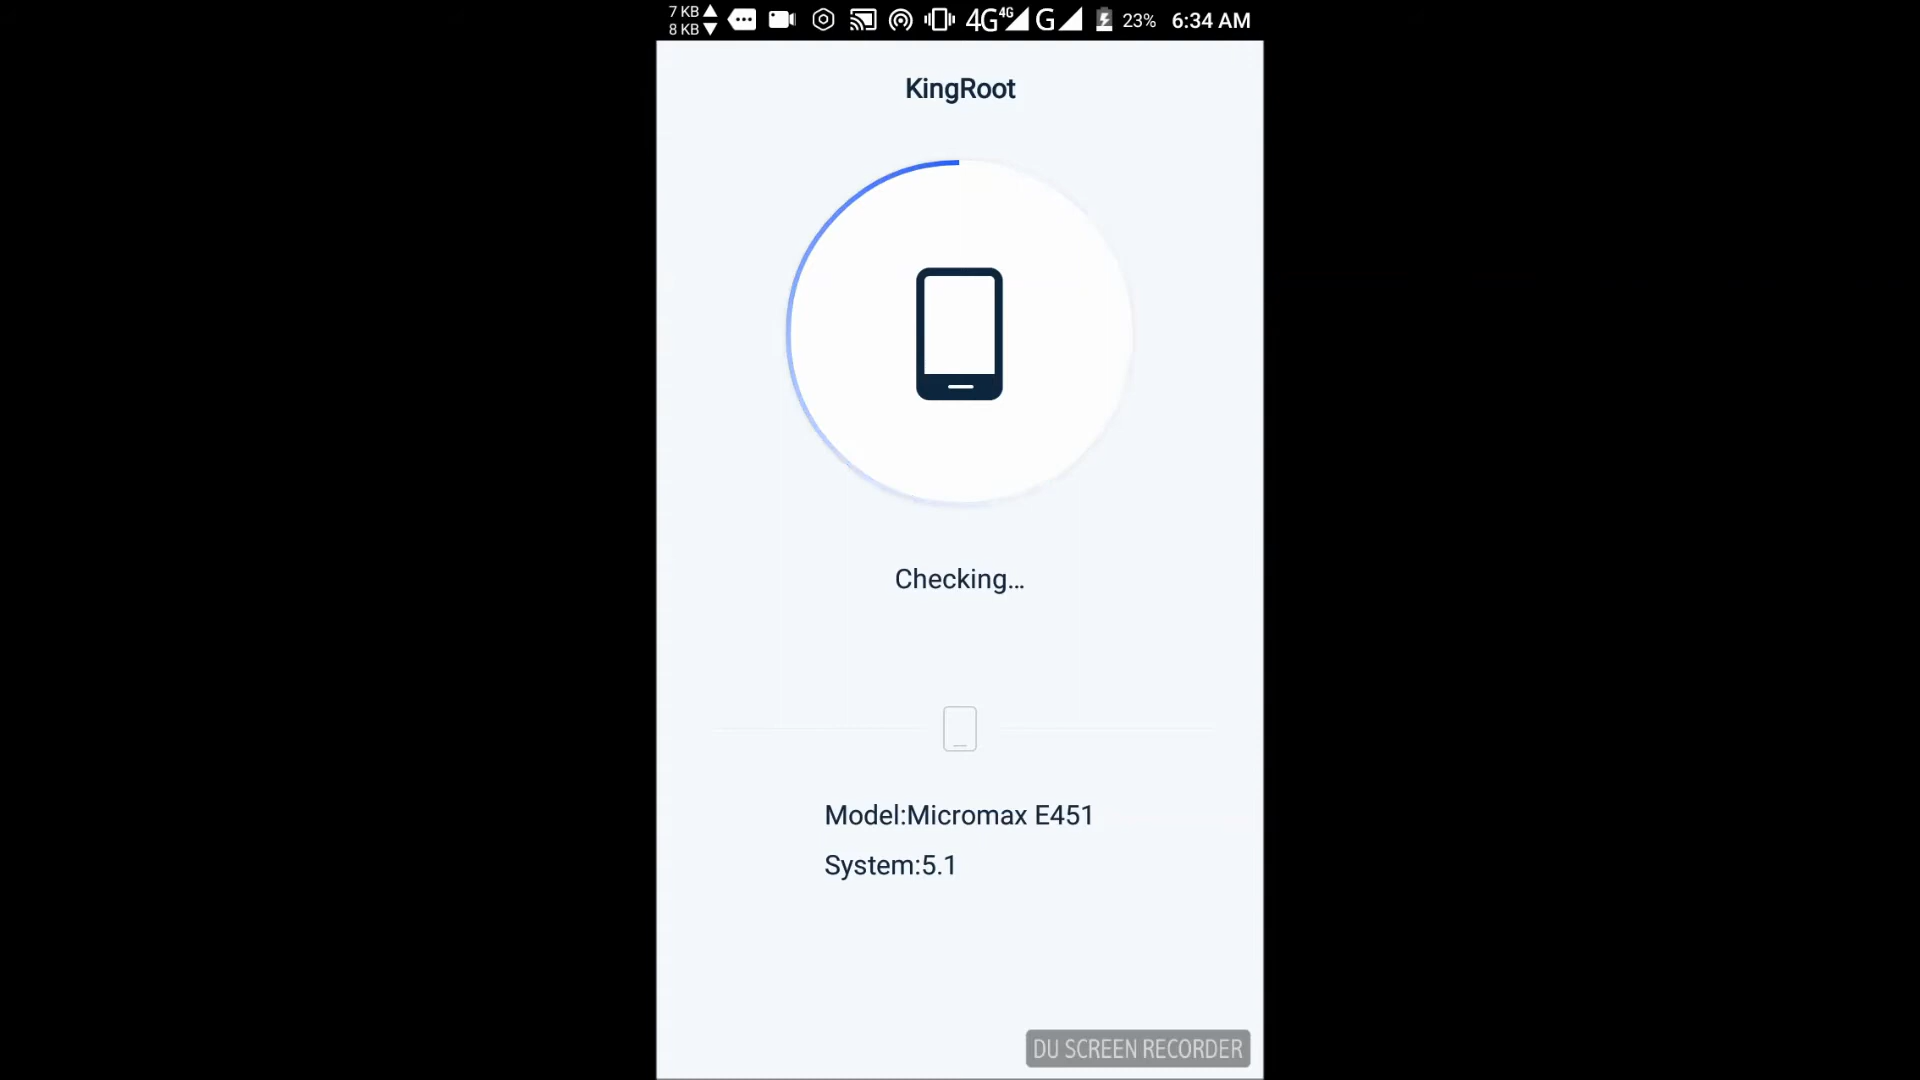 7 KB
8 KB
4G 4G G 23% 6:34 AM
KingRoot
Checking...
Model:Micromax E451
System:5.1
DU SCREEN RECORDER